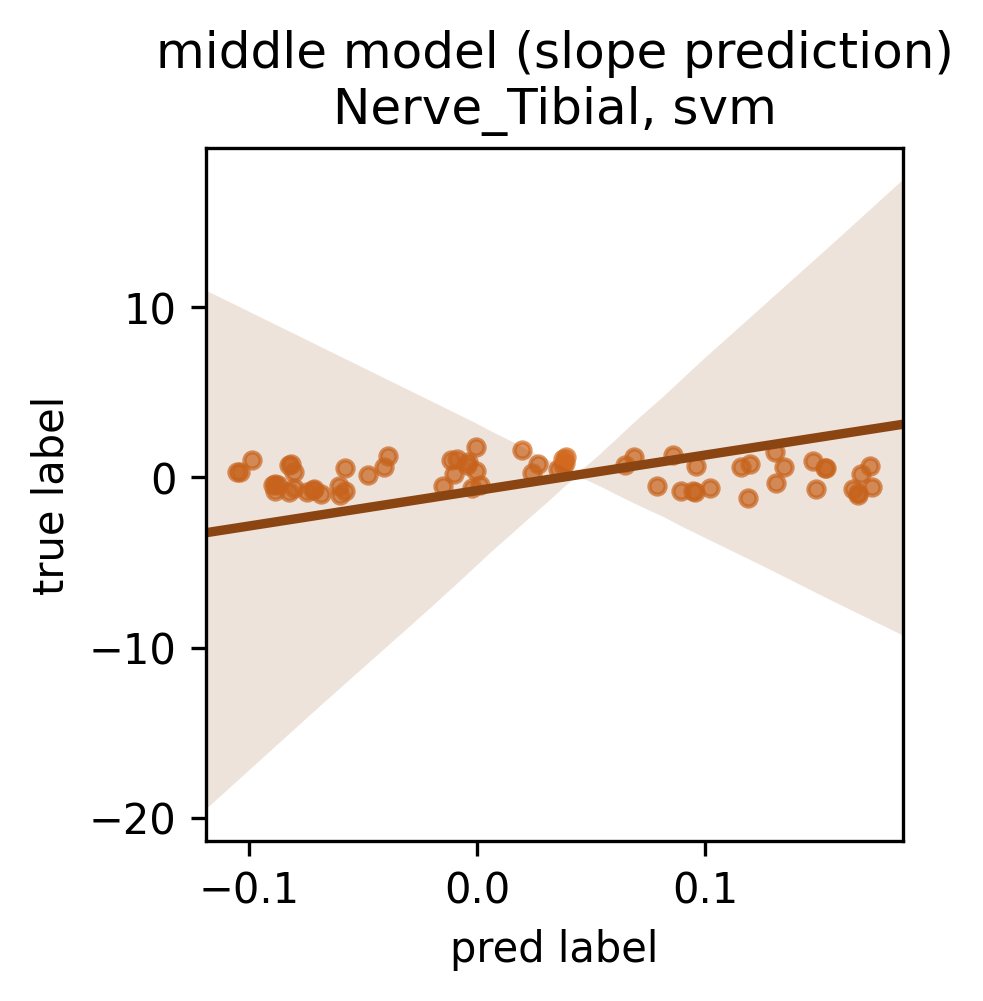 middle model (slope prediction)
Nerve_Tibial, svm
10
0
−10
−20
true label
−0.1
0.0
0.1
pred label